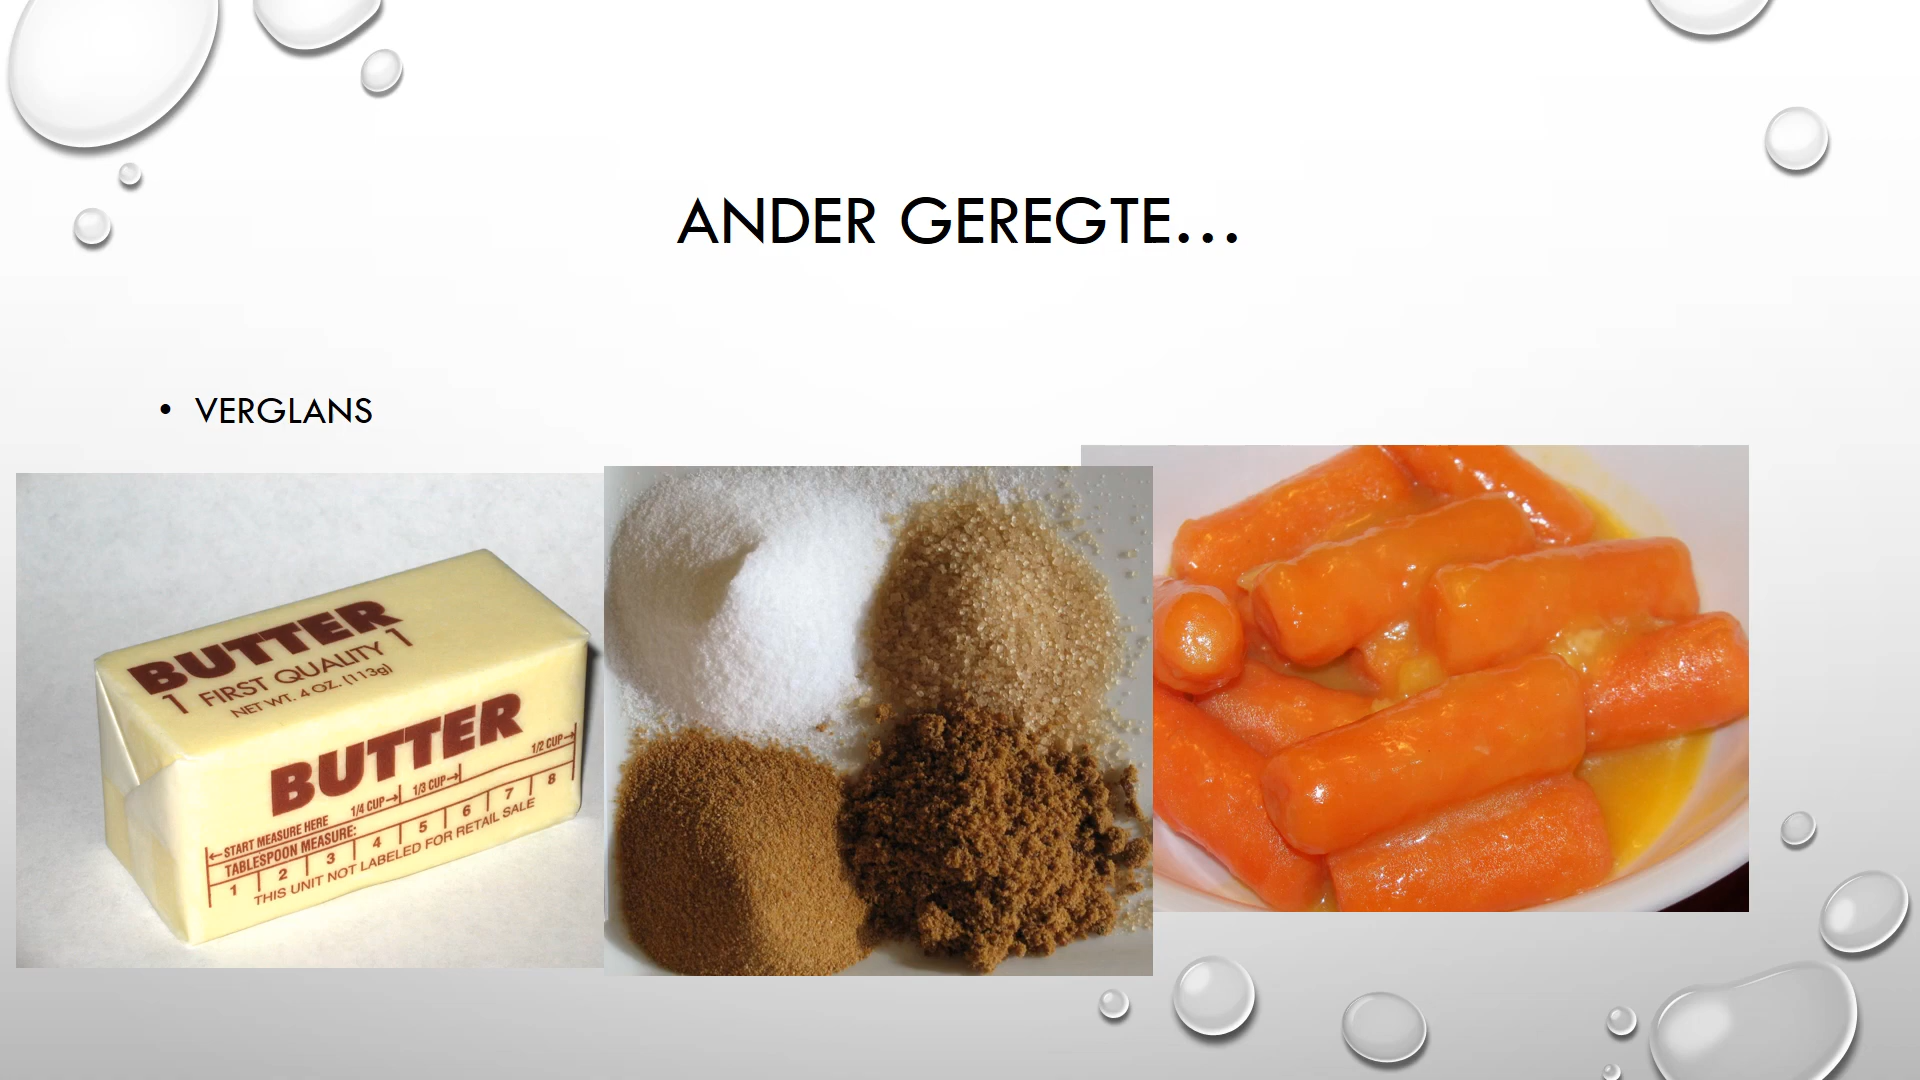 ANDER GEREGTE...
• VERGLANS
BUTTER
1 FIRST QUALITY 1
NET WT. 4 OZ. (113g)
BUTTER
1/4 CUP→ 1/3 CUP→ 1/2 CUP→
←START MEASURE HERE
TABLESPOON MEASURE:
1 2 3 4 5 6 7 8
THIS UNIT NOT LABELED FOR RETAIL SALE